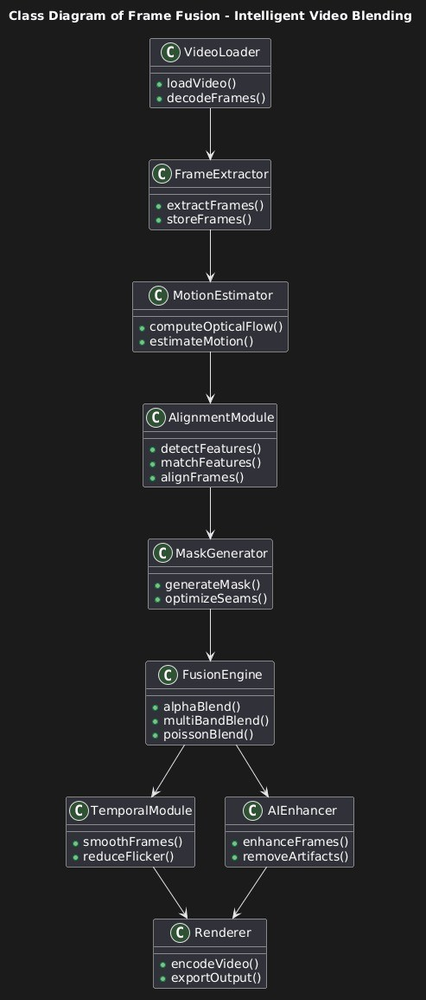 Class Diagram of Frame Fusion - Intelligent Video Blending
C VideoLoader
loadVideo()
decodeFrames()
C FrameExtractor
extractFrames()
storeFrames()
C MotionEstimator
computeOpticalFlow()
estimateMotion()
C AlignmentModule
detectFeatures()
matchFeatures()
alignFrames()
C MaskGenerator
generateMask()
optimizeSeams()
C FusionEngine
alphaBlend()
multiBandBlend()
poissonBlend()
C TemporalModule
smoothFrames()
reduceFlicker()
C AIEnhancer
enhanceFrames()
removeArtifacts()
C Renderer
encodeVideo()
exportOutput()